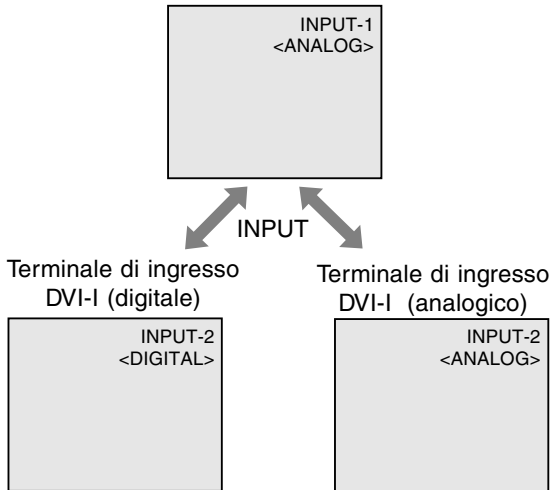 INPUT-1
<ANALOG>
INPUT
Terminale di ingresso
DVI-I (digitale)
Terminale di ingresso
DVI-I (analogico)
INPUT-2
<DIGITAL>
INPUT-2
<ANALOG>